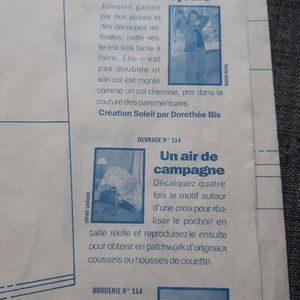 Joliment galbée
par des pinces et
des découpes verti-
cales, cette ves-
te est très facile à
faire. Elle n'est
pas doublée et
son col est monté
comme un col chemise, pris dans la
couture des parementures.
Création Soleil par Dorothée Bis
OUVRAGE N° 114
Un air de
campagne
Décalquez quatre
fois le motif autour
d'une croix pour réa-
liser le pochoir en
taille réelle et reproduisez-le ensuite
pour obtenir en patchwork d'originaux
coussins ou housses de couette.
BRODERIE N° 114